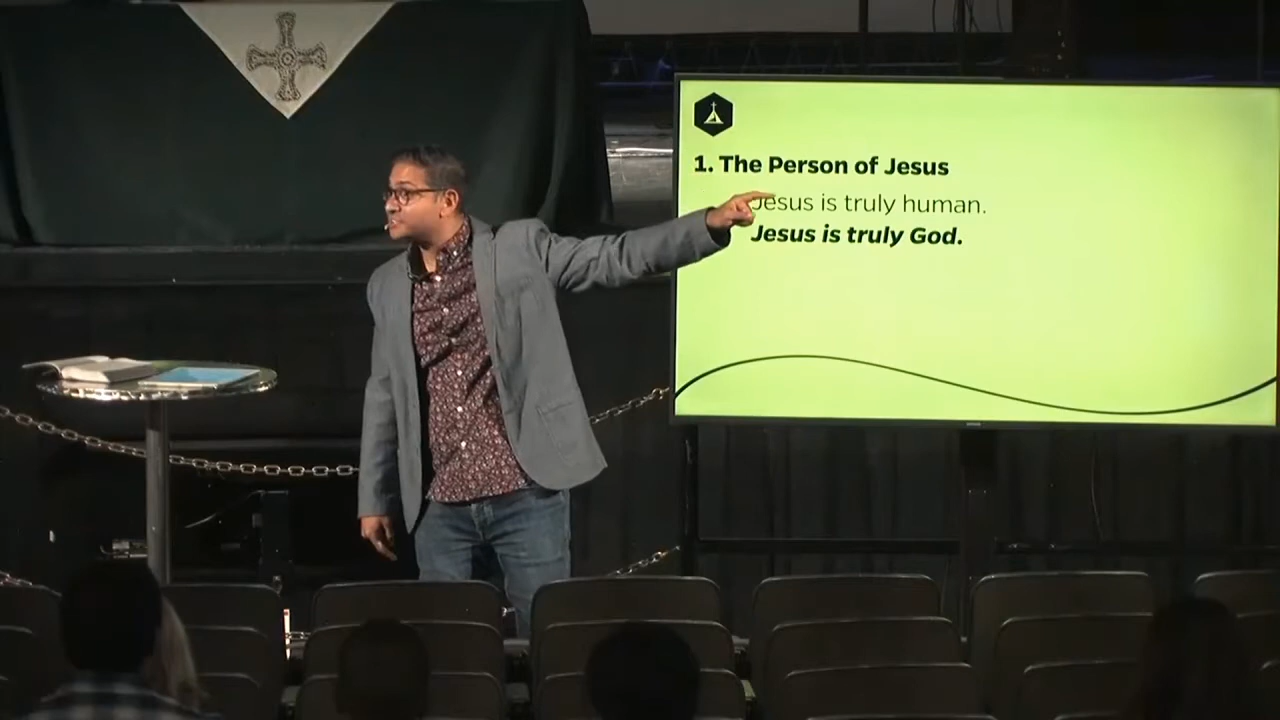 1. The Person of Jesus
Jesus is truly human.
Jesus is truly God.